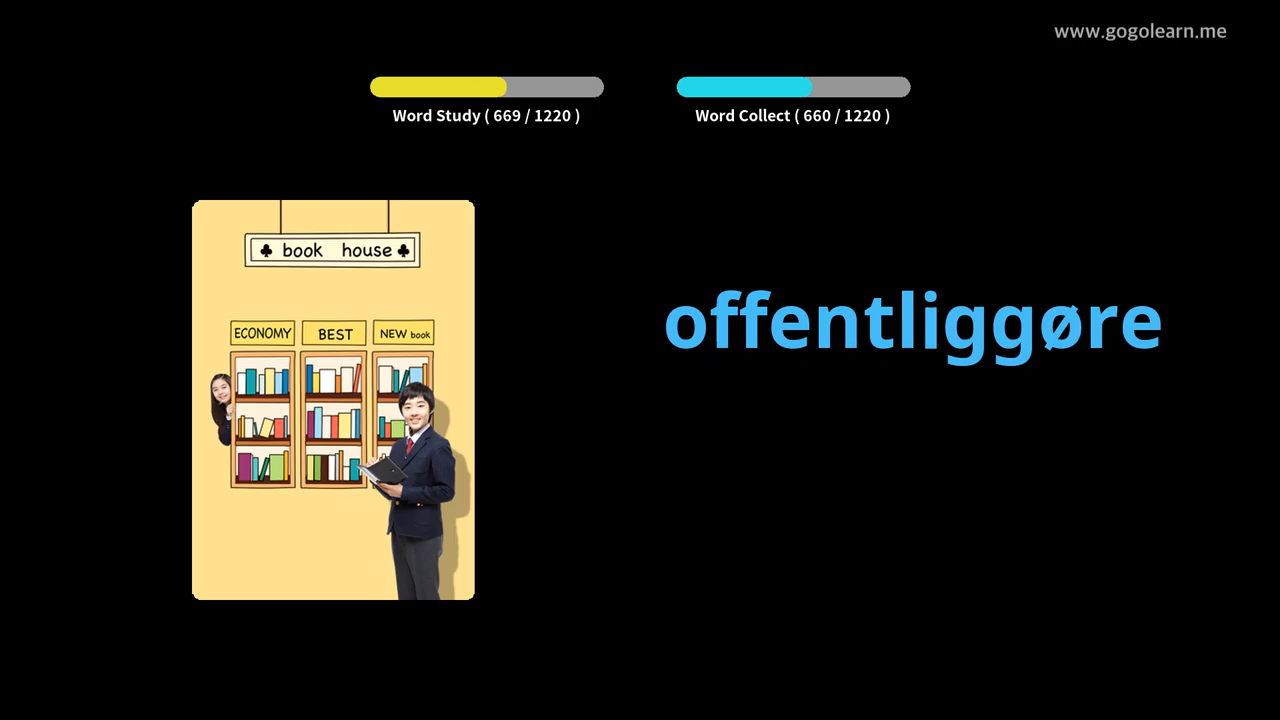 www.gogolearn.me
Word Study ( 669 / 1220 )
Word Collect ( 660 / 1220 )
♣ book house ♣
ECONOMY
BEST
NEW book
offentliggøre